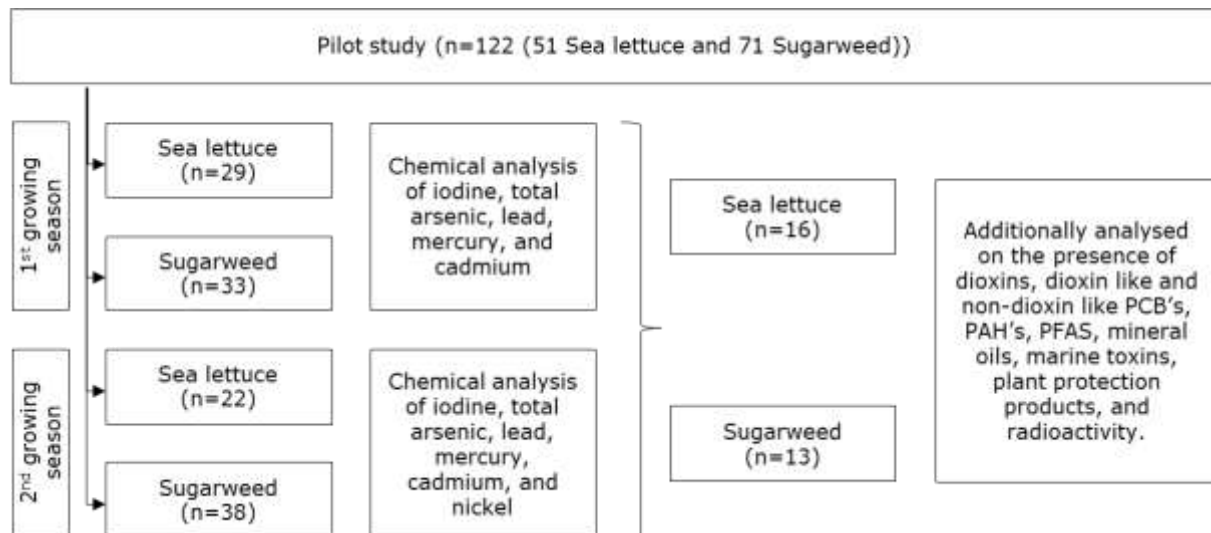 Pilot study (n=122 (51 Sea lettuce and 71 Sugarweed))
1st growing
season
Sea lettuce
(n=29)
Sugarweed
(n=33)
Chemical analysis
of iodine, total
arsenic, lead,
mercury, and
cadmium
2nd growing
season
Sea lettuce
(n=22)
Sugarweed
(n=38)
Chemical analysis
of iodine, total
arsenic, lead,
mercury,
cadmium, and
nickel
Sea lettuce
(n=16)
Sugarweed
(n=13)
Additionally analysed
on the presence of
dioxins, dioxin like and
non-dioxin like PCB's,
PAH's, PFAS, mineral
oils, marine toxins,
plant protection
products, and
radioactivity.